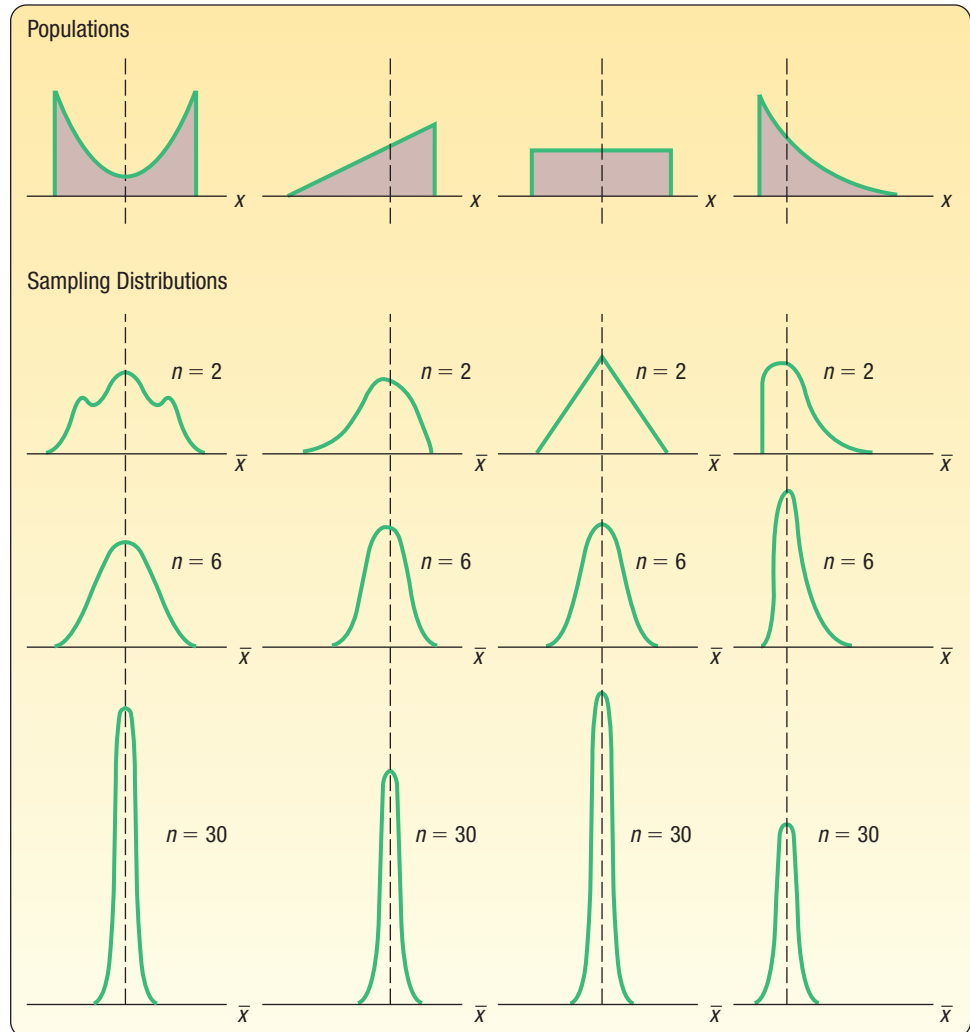 Populations
x x x x
Sampling Distributions
n = 2 n = 2 n = 2 n = 2
x̅ x̅ x̅ x̅
n = 6 n = 6 n = 6 n = 6
x̅ x̅ x̅ x̅
n = 30 n = 30 n = 30 n = 30
x̅ x̅ x̅ x̅